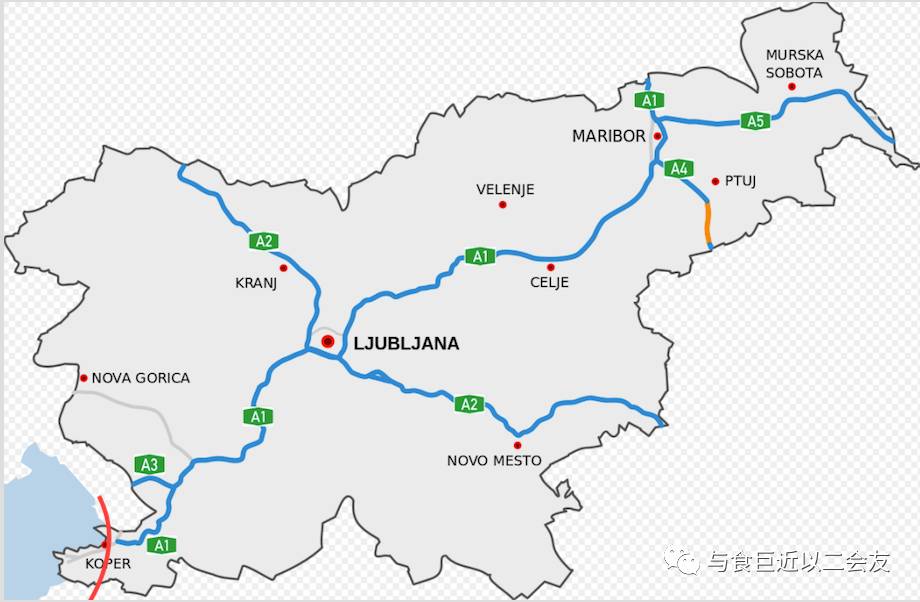 MURSKA
SOBOTA
A1
A5
MARIBOR
A4
PTUJ
VELENJE
A2
A1
KRANJ
CELJE
LJUBLJANA
NOVA GORICA
A2
A1
NOVO MESTO
A3
A1
KOPER
与食巨近以二会友